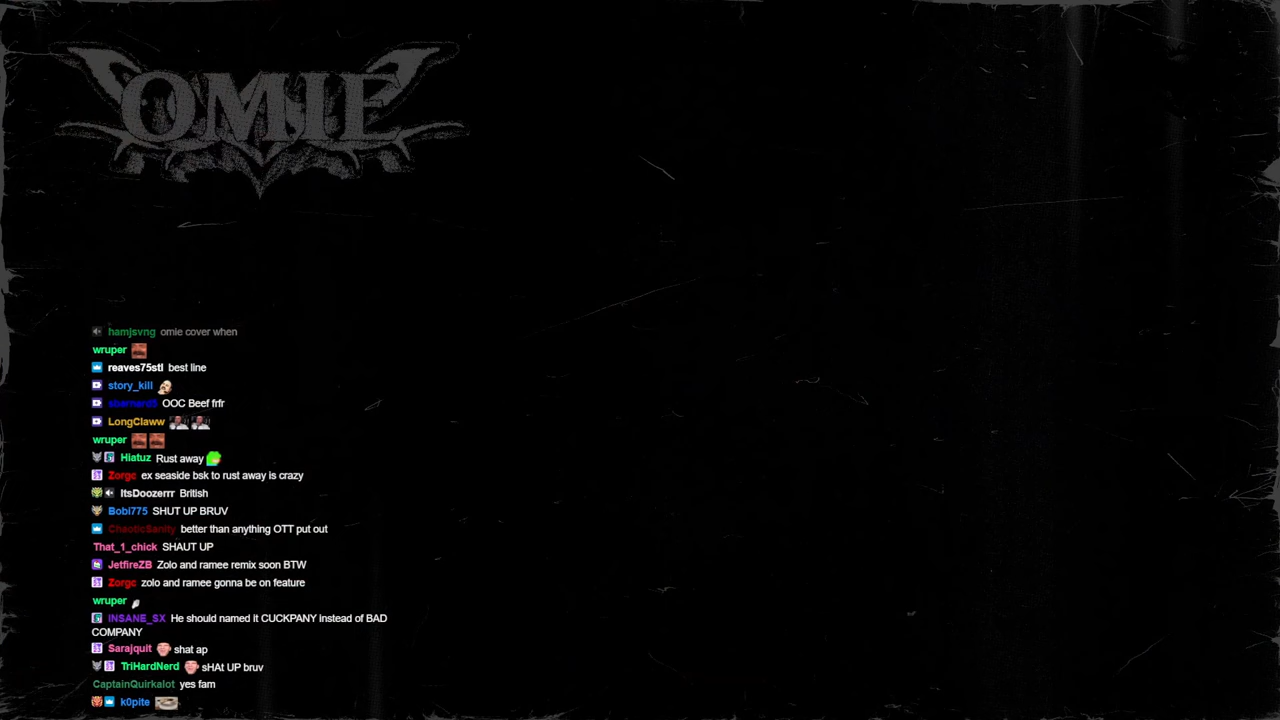 OMIE
hamjsvng omie cover when
wruper
reaves75stl best line
story_kill
OOC Beef frfr
LongClaww
wruper
Hiatuz Rust away
Zorgc ex seaside bsk to rust away is crazy
ItsDoozerrr British
Bobi775 SHUT UP BRUV
ChaoticSanity better than anything OTT put out
That_1_chick SHAUT UP
JetfireZB Zolo and ramee remix soon BTW
Zorgc zolo and ramee gonna be on feature
wruper
INSANE_SX He should named it CUCKPANY instead of BAD
COMPANY
Sarajquit shat ap
TriHardNerd sHAt UP bruv
CaptainQuirkalot yes fam
k0pite